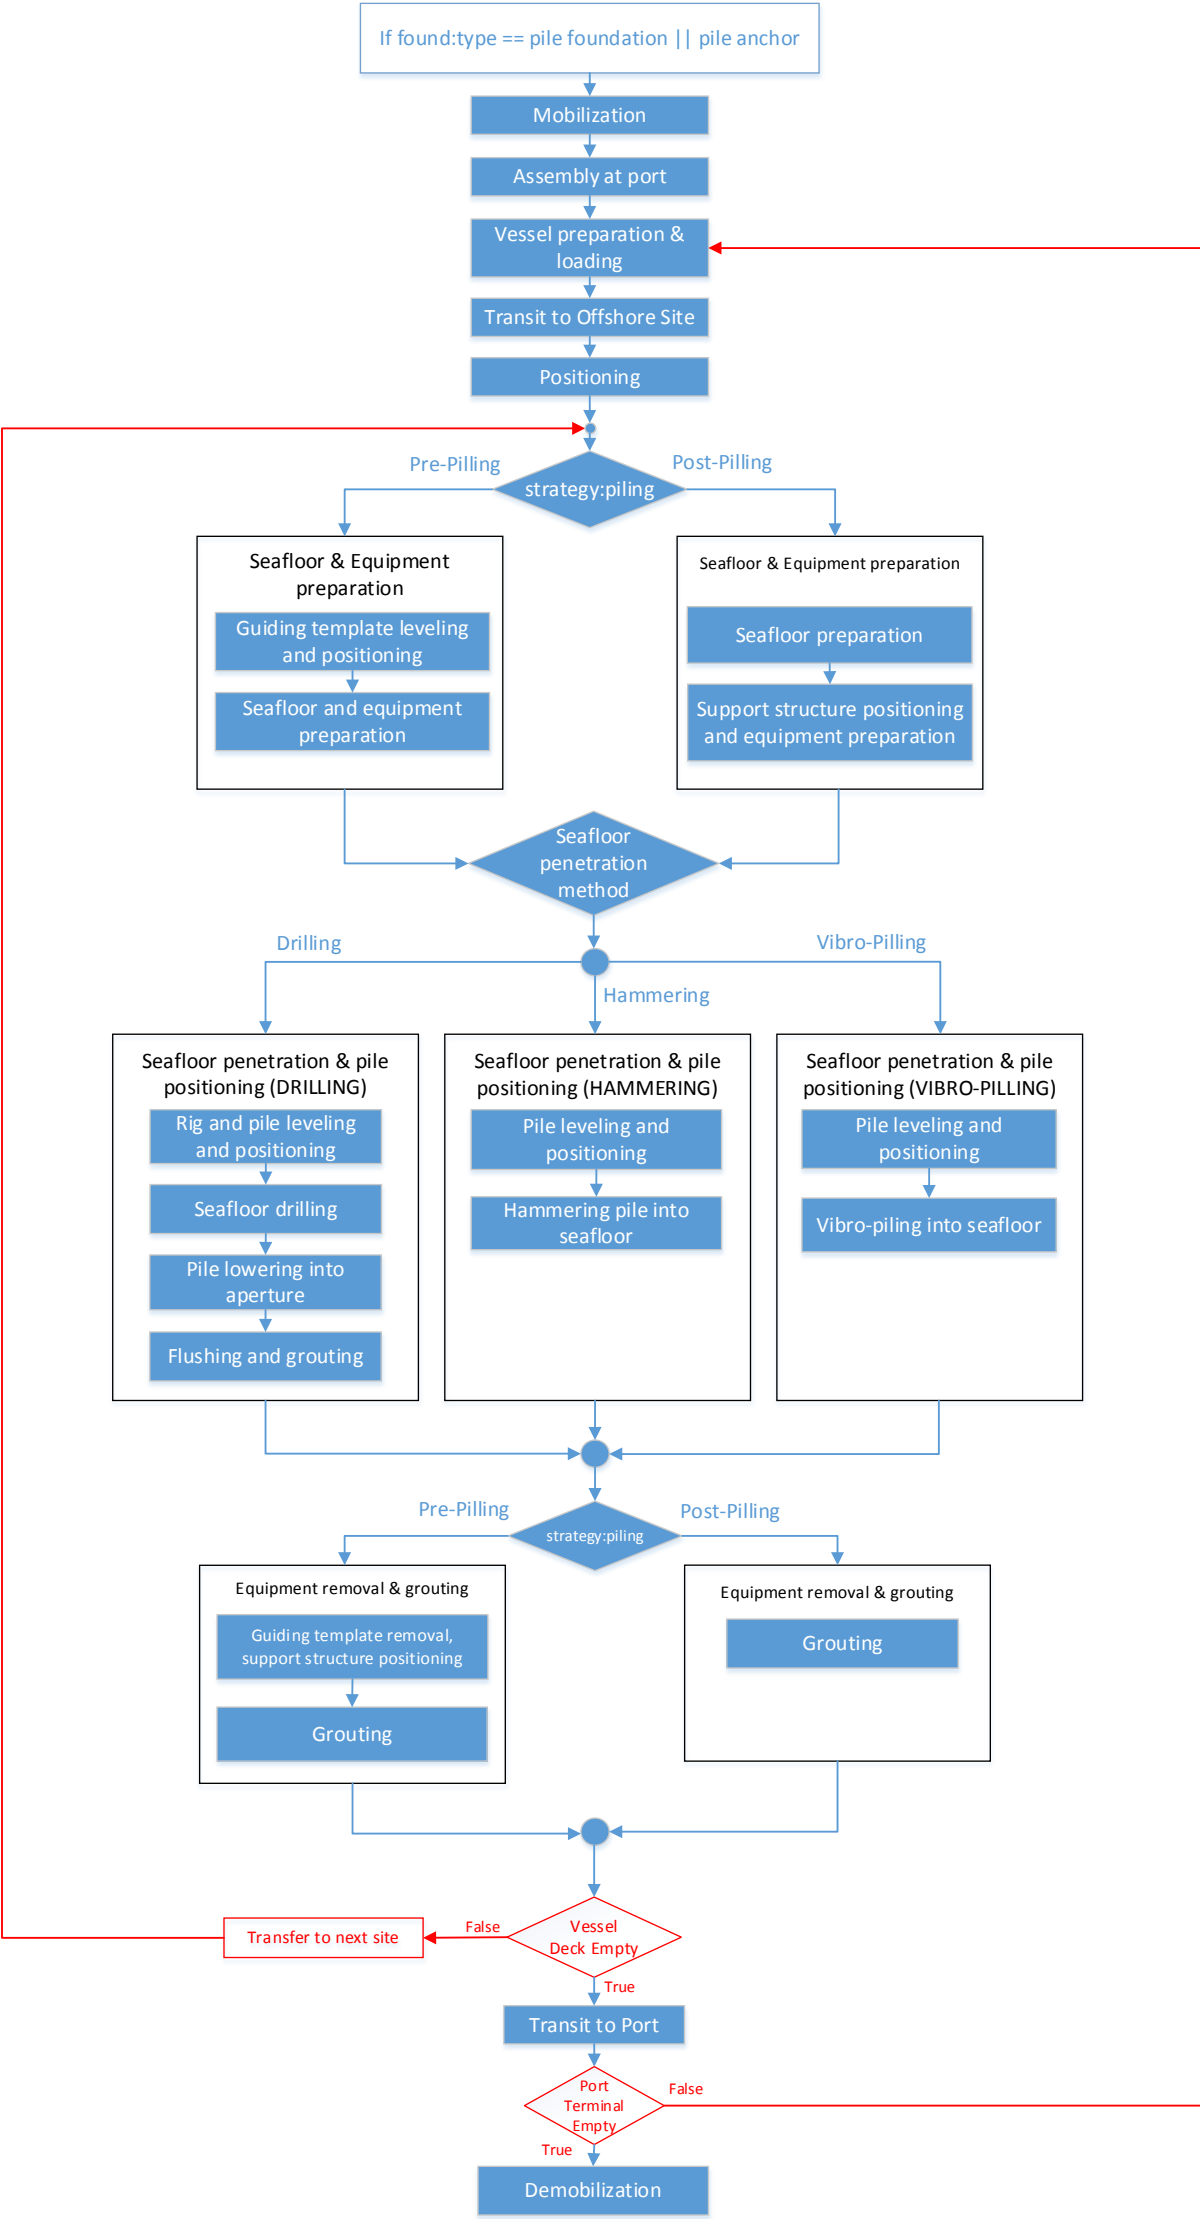 If found:type == pile foundation || pile anchor
Mobilization
Assembly at port
Vessel preparation &
loading
Transit to Offshore Site
Positioning
Pre-Pilling
Post-Pilling
strategy:piling
Seafloor & Equipment
preparation
Guiding template leveling
and positioning
Seafloor and equipment
preparation
Seafloor & Equipment preparation
Seafloor preparation
Support structure positioning
and equipment preparation
Seafloor
penetration
method
Drilling
Hammering
Vibro-Pilling
Seafloor penetration & pile
positioning (DRILLING)
Rig and pile leveling
and positioning
Seafloor drilling
Pile lowering into
aperture
Flushing and grouting
Seafloor penetration & pile
positioning (HAMMERING)
Pile leveling and
positioning
Hammering pile into
seafloor
Seafloor penetration & pile
positioning (VIBRO-PILLING)
Pile leveling and
positioning
Vibro-piling into seafloor
Pre-Pilling
Post-Pilling
strategy:piling
Equipment removal & grouting
Guiding template removal,
support structure positioning
Grouting
Equipment removal & grouting
Grouting
Vessel
Deck Empty
False
Transfer to next site
True
Transit to Port
Port
Terminal
Empty
False
True
Demobilization